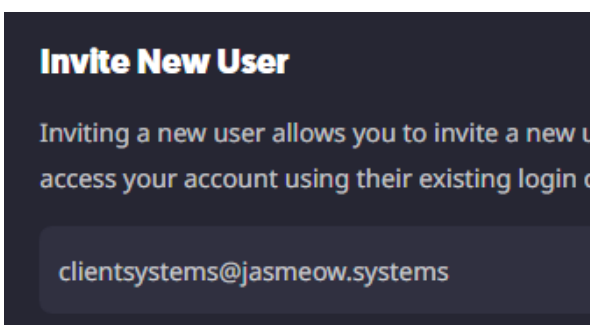 Invite New User
Inviting a new user allows you to invite a new
access your account using their existing login
clientsystems@jasmeow.systems